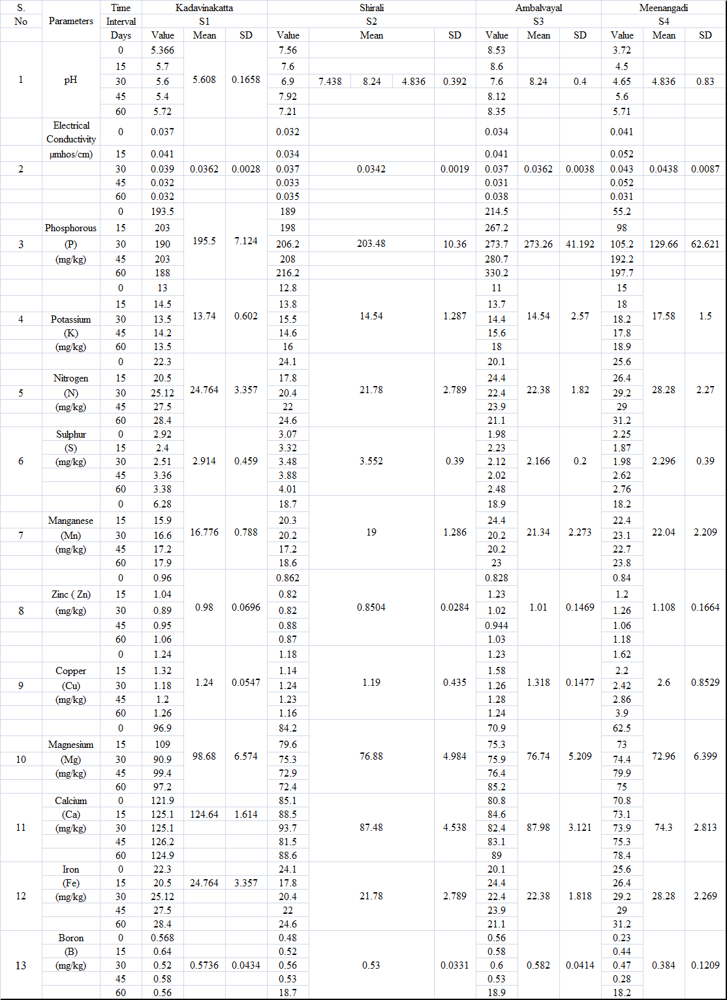 S. Time Kadavinakatta Shirali Ambalvayal Meenangadi
No Parameters Interval S1 S2 S3 S4
Days Value Mean SD Value Mean SD Value Mean SD Value Mean SD
0 5.366 7.56 8.53 3.72
15 5.7 7.6 8.6 4.5
1 pH 30 5.6 5.608 0.1658 6.9 7.438 8.24 4.836 0.392 7.6 8.24 0.4 4.65 4.836 0.83
45 5.4 7.92 8.12 5.6
60 5.72 7.21 8.35 5.71
Electrical
Conductivity 0 0.037 0.032 0.034 0.041
µmhos/cm) 15 0.041 0.034 0.041 0.052
2 30 0.039 0.0362 0.0028 0.037 0.0342 0.0019 0.037 0.0362 0.0038 0.043 0.0438 0.0087
45 0.032 0.033 0.031 0.052
60 0.032 0.035 0.038 0.031
0 193.5 189 214.5 55.2
Phosphorous 15 203 198 267.2 98
3 (P) 30 190 195.5 7.124 206.2 203.48 10.36 273.7 273.26 41.192 105.2 129.66 62.621
(mg/kg) 45 203 208 280.7 192.2
60 188 216.2 330.2 197.7
0 13 12.8 11 15
15 14.5 13.8 13.7 18
4 Potassium 30 13.5 13.74 0.602 15.5 14.54 1.287 14.4 14.54 2.57 18.2 17.58 1.5
(K) 45 14.2 14.6 15.6 17.8
(mg/kg) 60 13.5 16 18 18.9
0 22.3 24.1 20.1 25.6
Nitrogen 15 20.5 17.8 24.4 26.4
5 (N) 30 25.12 24.764 3.357 20.4 21.78 2.789 22.4 22.38 1.82 29.2 28.28 2.27
(mg/kg) 45 27.5 22 23.9 29
60 28.4 24.6 21.1 31.2
Sulphur 0 2.92 3.07 1.98 2.25
(S) 15 2.4 3.32 2.23 1.87
6 (mg/kg) 30 2.51 2.914 0.459 3.48 3.552 0.39 2.12 2.166 0.2 1.98 2.296 0.39
45 3.36 3.88 2.02 2.62
60 3.38 4.01 2.48 2.76
0 6.28 18.7 18.9 18.2
Manganese 15 15.9 20.3 24.4 22.4
7 (Mn) 30 16.6 16.776 0.788 20.2 19 1.286 20.2 21.34 2.273 23.1 22.04 2.209
(mg/kg) 45 17.2 17.2 20.2 22.7
60 17.9 18.6 23 23.8
0 0.96 0.862 0.828 0.84
Zinc ( Zn) 15 1.04 0.82 1.23 1.2
8 (mg/kg) 30 0.89 0.98 0.0696 0.82 0.8504 0.0284 1.02 1.01 0.1469 1.26 1.108 0.1664
45 0.95 0.88 0.944 1.06
60 1.06 0.87 1.03 1.18
0 1.24 1.18 1.23 1.62
Copper 15 1.32 1.14 1.58 2.2
9 (Cu) 30 1.18 1.24 0.0547 1.24 1.19 0.435 1.26 1.318 0.1477 2.42 2.6 0.8529
(mg/kg) 45 1.2 1.23 1.28 2.86
60 1.26 1.16 1.24 3.9
0 96.9 84.2 70.9 62.5
Magnesium 15 109 79.6 75.3 73
10 (Mg) 30 90.9 98.68 6.574 75.3 76.88 4.984 75.9 76.74 5.209 74.4 72.96 6.399
(mg/kg) 45 99.4 72.9 76.4 79.9
60 97.2 72.4 85.2 75
Calcium 0 121.9 85.1 80.8 70.8
(Ca) 15 125.1 124.64 1.614 88.5 84.6 73.1
11 (mg/kg) 30 125.1 93.7 87.48 4.538 82.4 87.98 3.121 73.9 74.3 2.813
45 126.2 81.5 83.1 75.3
60 124.9 88.6 89 78.4
Iron 0 22.3 24.1 20.1 25.6
(Fe) 15 20.5 24.764 3.357 17.8 24.4 26.4
12 (mg/kg) 30 25.12 20.4 21.78 2.789 22.4 22.38 1.818 29.2 28.28 2.269
45 27.5 22 23.9 29
60 28.4 24.6 21.1 31.2
Boron 0 0.568 0.48 0.56 0.23
(B) 15 0.64 0.52 0.58 0.44
13 (mg/kg) 30 0.52 0.5736 0.0434 0.56 0.53 0.0331 0.6 0.582 0.0414 0.47 0.384 0.1209
45 0.58 0.53 0.53 0.28
60 0.56 18.7 18.9 18.2